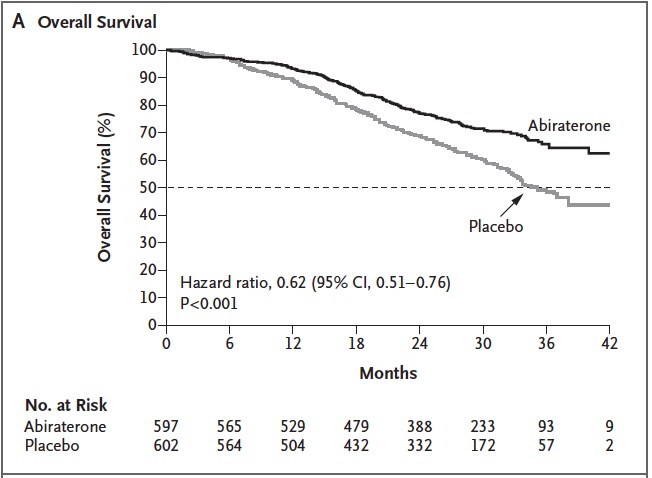 A Overall Survival
Overall Survival (%)
100
90
80
70
60
50
40
30
20
10
0
Abiraterone
Placebo
Hazard ratio, 0.62 (95% CI, 0.51–0.76)
P<0.001
0 6 12 18 24 30 36 42
Months
No. at Risk
Abiraterone 597 565 529 479 388 233 93 9
Placebo 602 564 504 432 332 172 57 2